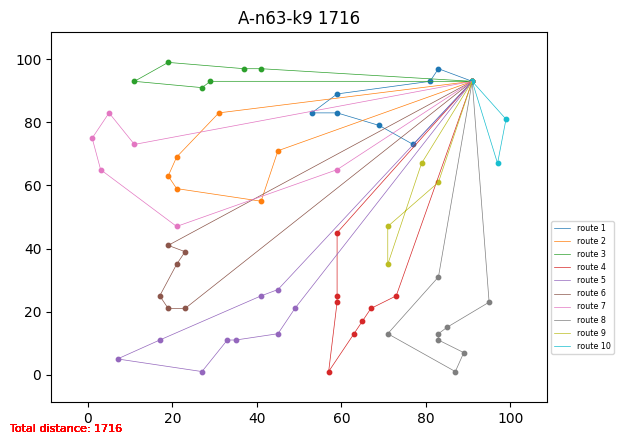 A-n63-k9 1716
100
80
60
40
20
0
0 20 40 60 80 100
route 1
route 2
route 3
route 4
route 5
route 6
route 7
route 8
route 9
route 10
Total distance: 1716